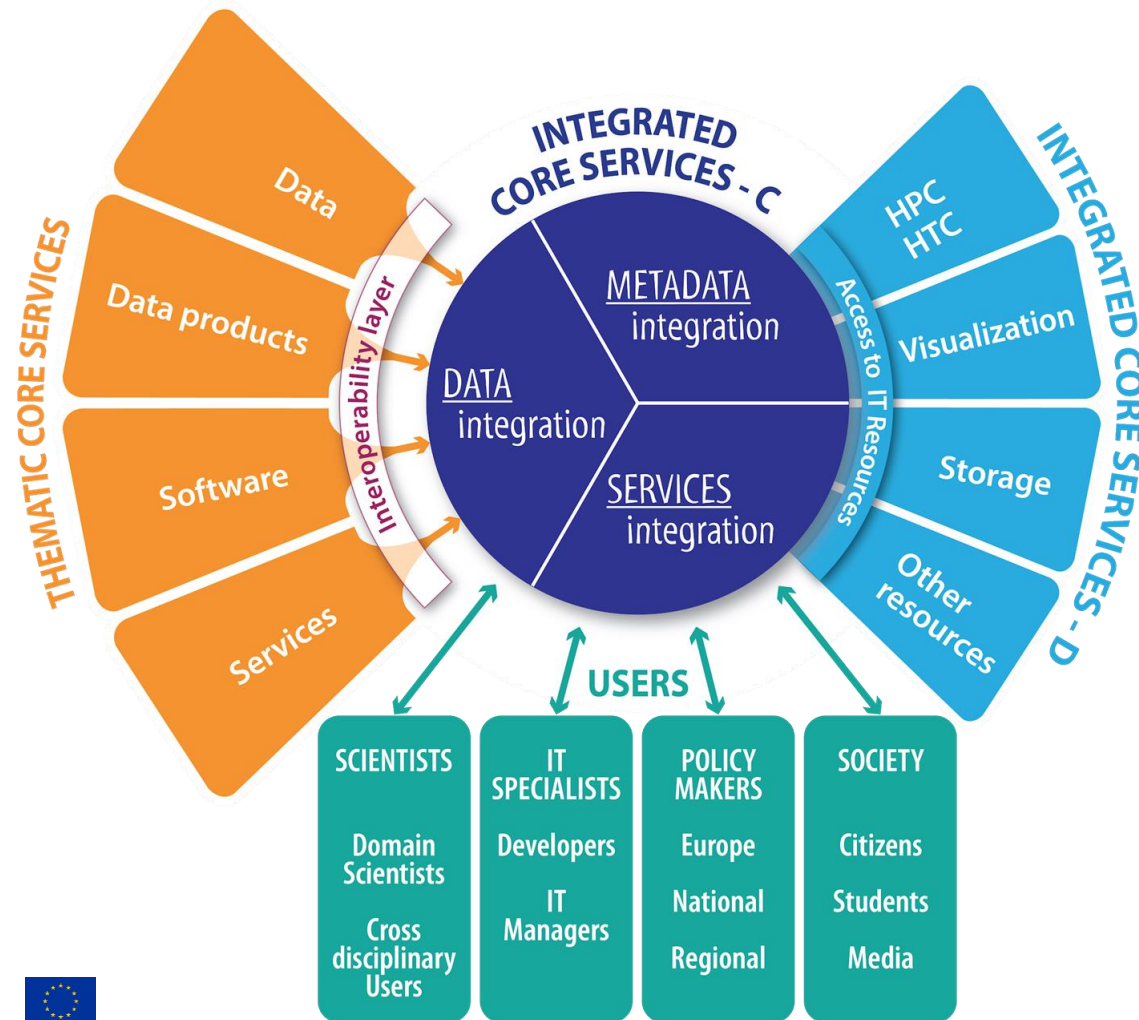 THEMATIC CORE SERVICES
Data
Data products
Software
Services
Interoperability layer
INTEGRATED
CORE SERVICES - C
METADATA
integration
DATA
integration
SERVICES
integration
Access to IT Resources
HPC
HTC
Visualization
Storage
Other
resources
INTEGRATED CORE SERVICES - D
USERS
SCIENTISTS
Domain
Scientists
Cross
disciplinary
Users
IT
SPECIALISTS
Developers
IT
Managers
POLICY
MAKERS
Europe
National
Regional
SOCIETY
Citizens
Students
Media